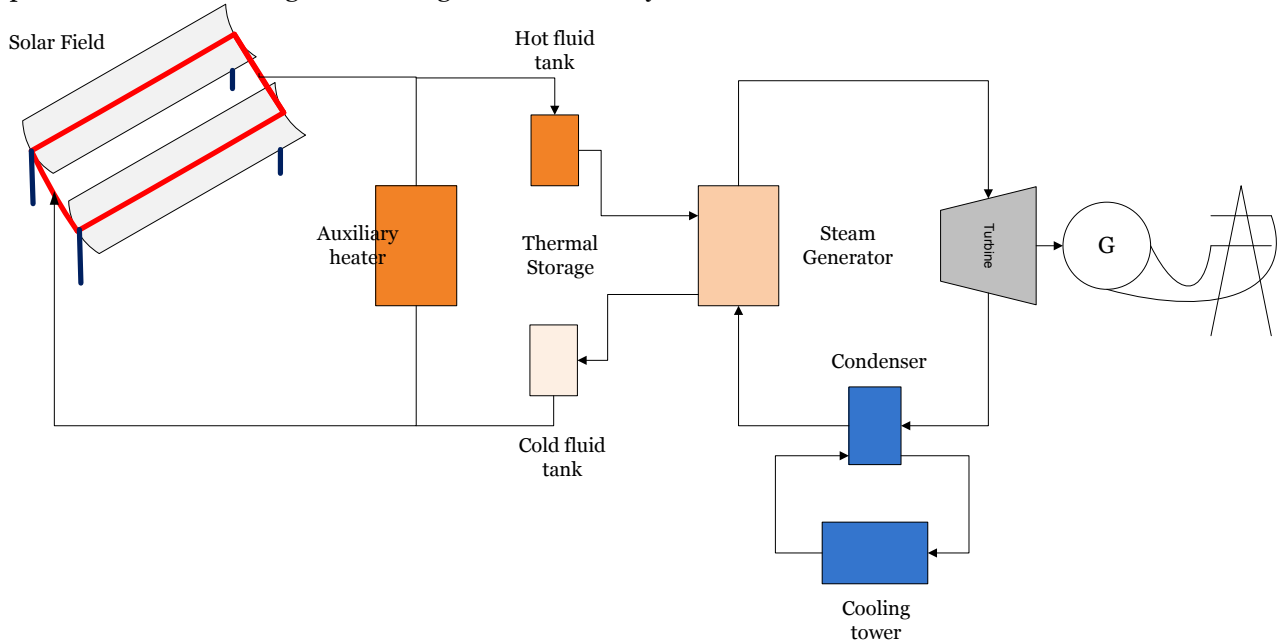 Solar Field
Hot fluid
tank
Auxiliary
heater
Thermal
Storage
Steam
Generator
Turbine
G
Condenser
Cold fluid
tank
Cooling
tower